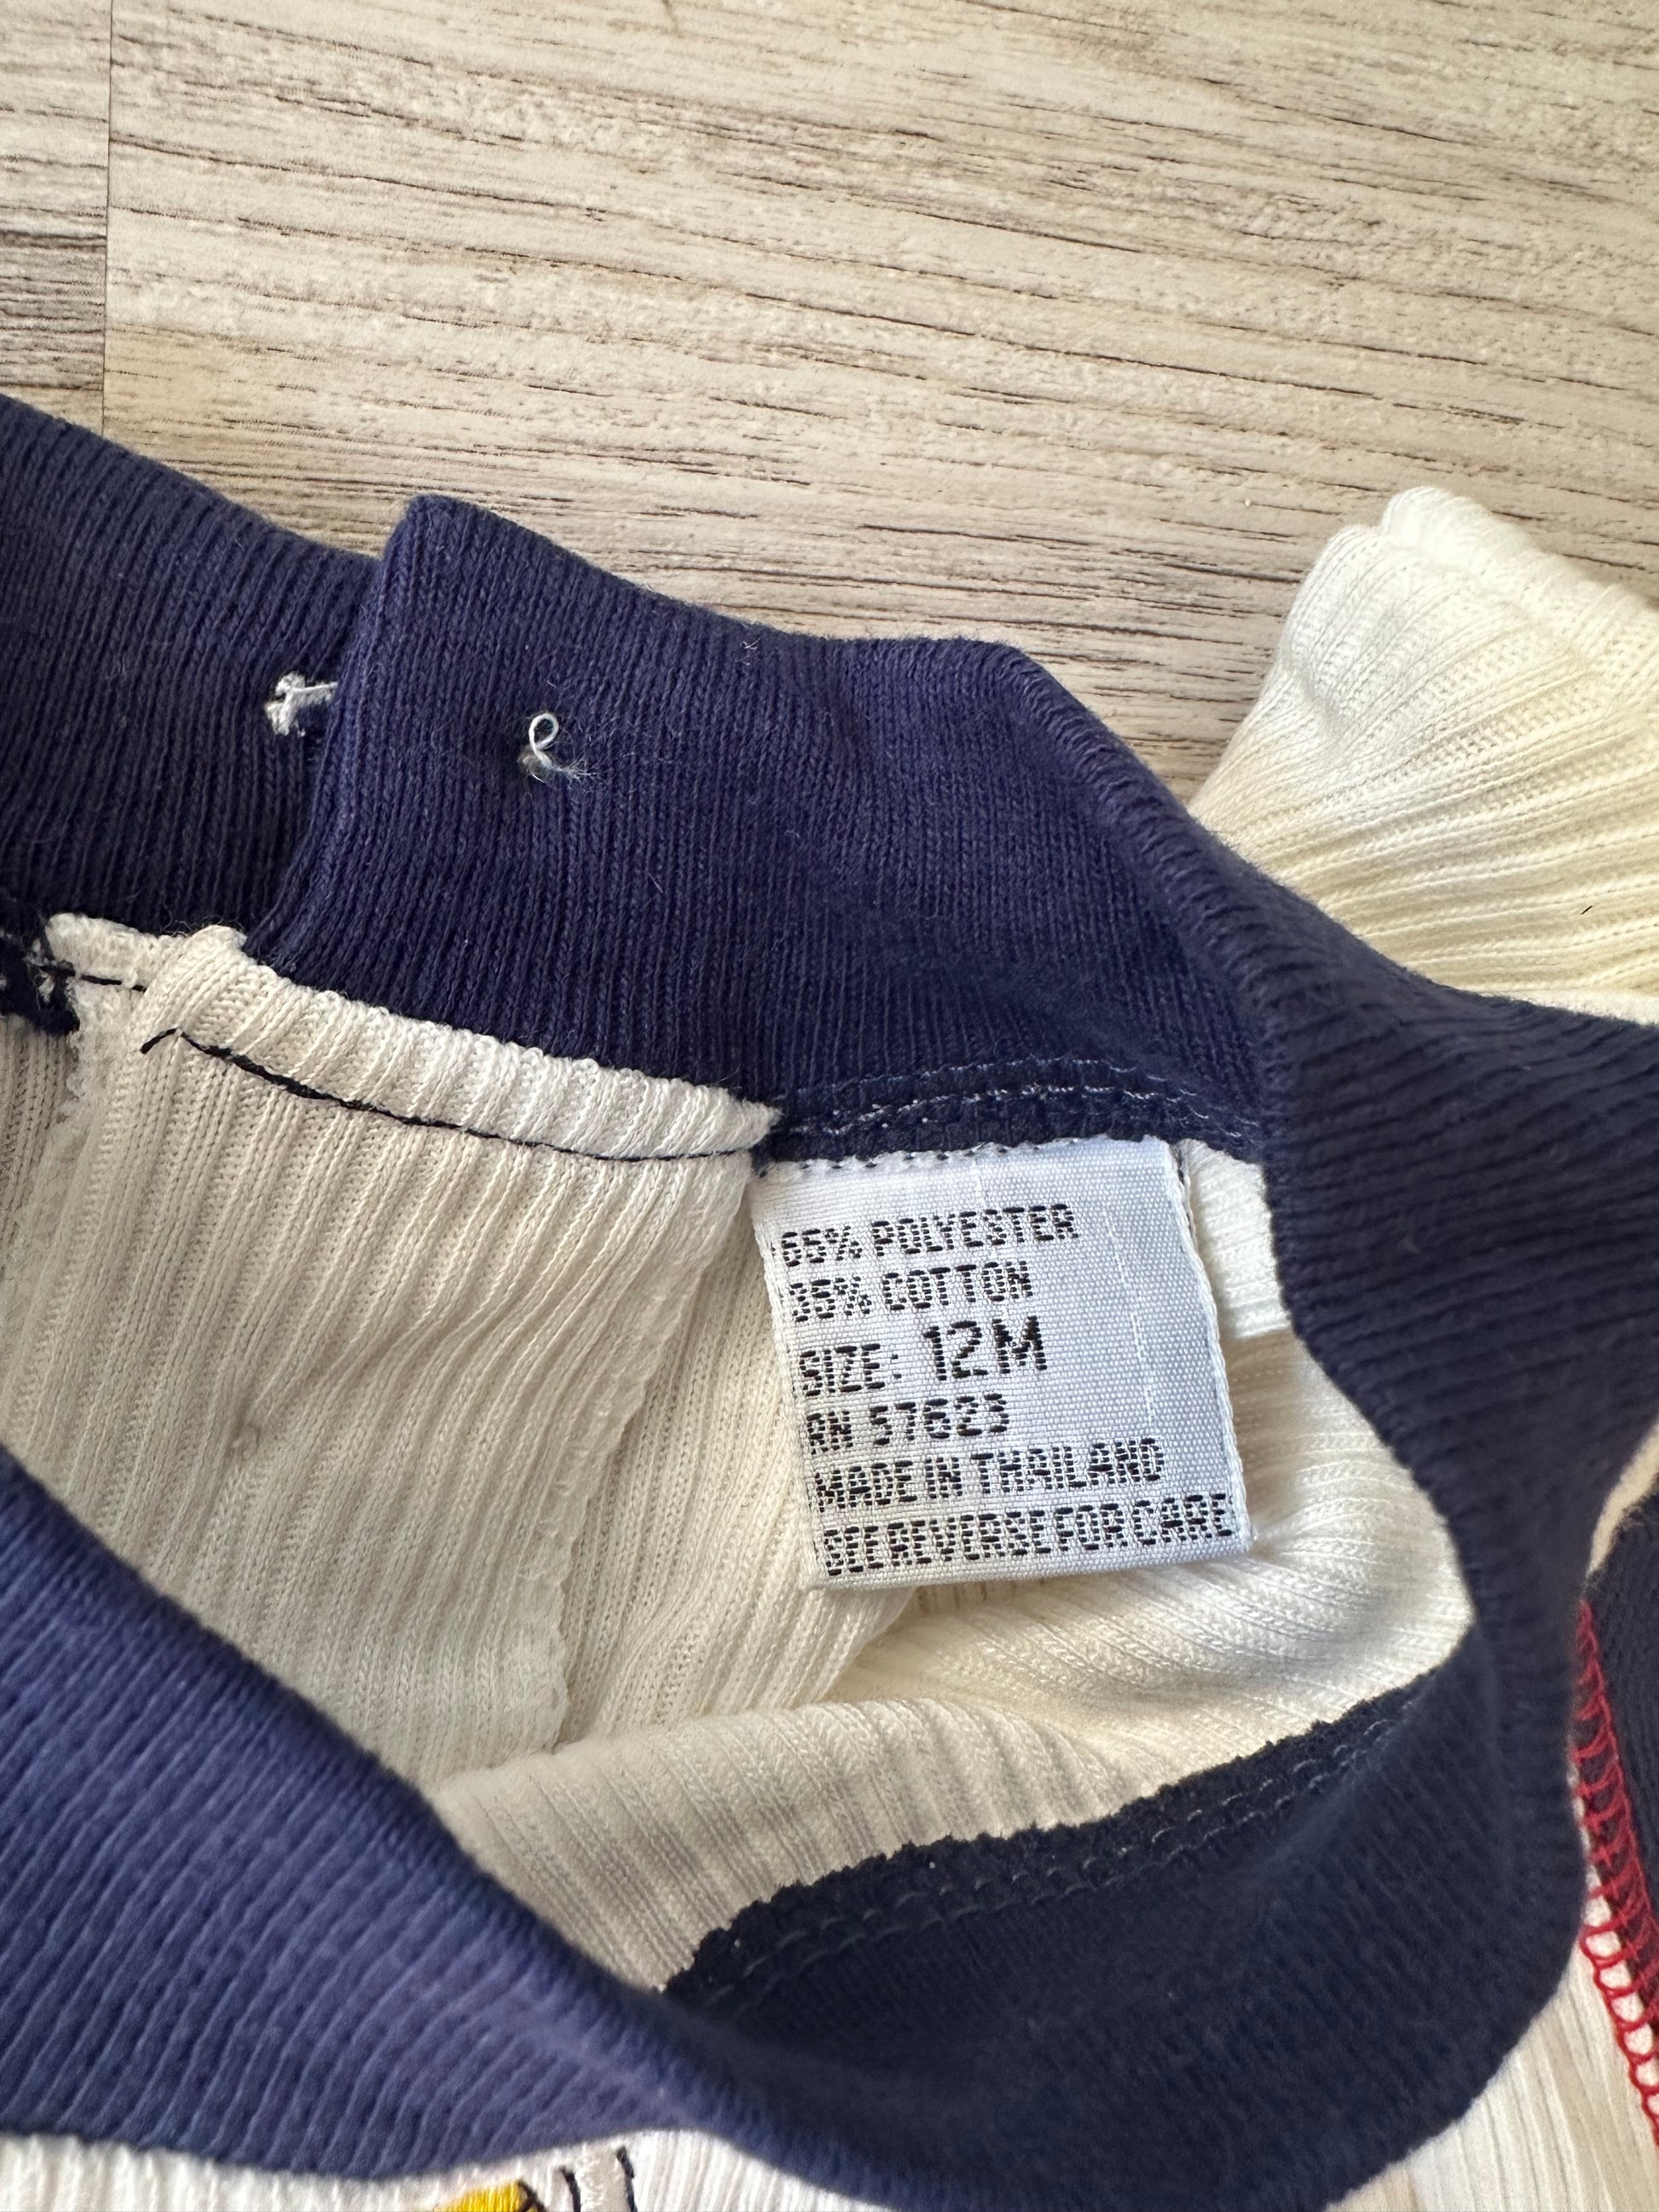 65% POLYESTER
35% COTTON
SIZE: 12M
RN 57623
MADE IN THAILAND
SEE REVERSE FOR CARE